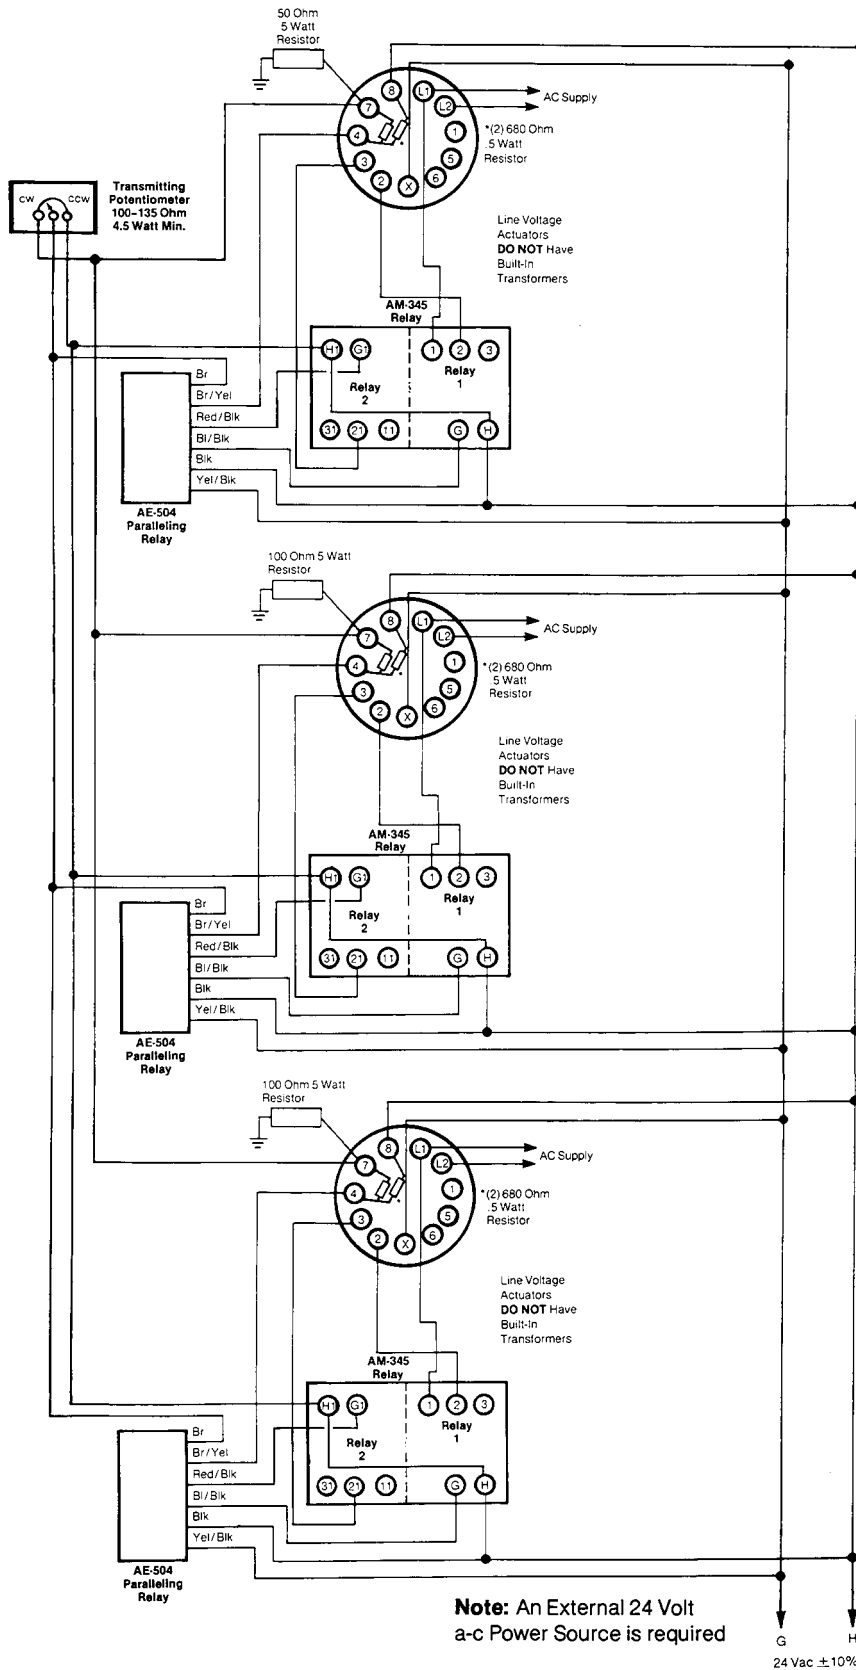 50 Ohm
5 Watt
Resistor
8
L1
AC Supply
7
L2
4
1
*(2) 680 Ohm
.5 Watt
Resistor
3
5
2
X
6
CW
CCW
Transmitting
Potentiometer
100-135 Ohm
4.5 Watt Min.
Line Voltage
Actuators
DO NOT Have
Built-In
Transformers
AM-345
Relay
H1
G1
1
2
3
Relay
2
Relay
1
31
21
11
G
H
Br
Br/Yel
Red/Blk
Bl/Blk
Blk
Yel/Blk
AE-504
Paralleling
Relay
100 Ohm 5 Watt
Resistor
8
L1
AC Supply
7
L2
4
1
*(2) 680 Ohm
.5 Watt
Resistor
3
5
2
X
6
Line Voltage
Actuators
DO NOT Have
Built-In
Transformers
AM-345
Relay
H1
G1
1
2
3
Relay
2
Relay
1
31
21
11
G
H
Br
Br/Yel
Red/Blk
Bl/Blk
Blk
Yel/Blk
AE-504
Paralleling
Relay
100 Ohm 5 Watt
Resistor
8
L1
AC Supply
7
L2
4
1
*(2) 680 Ohm
.5 Watt
Resistor
3
5
2
X
6
Line Voltage
Actuators
DO NOT Have
Built-In
Transformers
AM-345
Relay
H1
G1
1
2
3
Relay
2
Relay
1
31
21
11
G
H
Br
Br/Yel
Red/Blk
Bl/Blk
Blk
Yel/Blk
AE-504
Paralleling
Relay
Note: An External 24 Volt
a-c Power Source is required
G
H
24 Vac ±10%